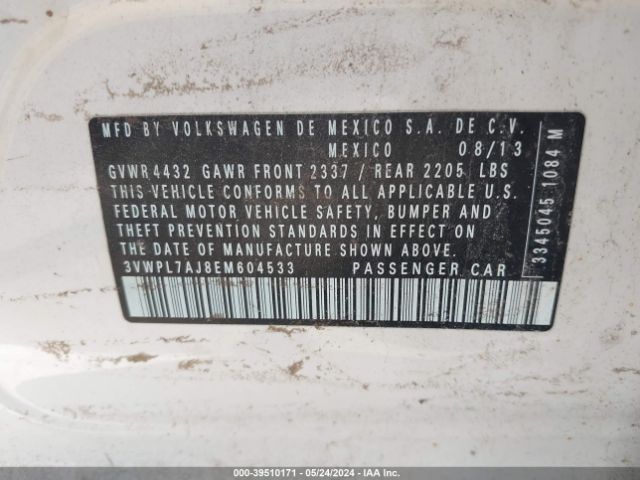 MFD BY VOLKSWAGEN DE MEXICO S.A. DE C.V.
MEXICO 08/13
GVWR 4432 GAWR FRONT 2337 / REAR 2205 LBS
THIS VEHICLE CONFORMS TO ALL APPLICABLE U.S.
FEDERAL MOTOR VEHICLE SAFETY, BUMPER AND
THEFT PREVENTION STANDARDS IN EFFECT ON
THE DATE OF MANUFACTURE SHOWN ABOVE.
3VWPL7AJ8EM604533 PASSENGER CAR
3345045 1084 M
000-39510171 - 05/24/2024 - IAA Inc.